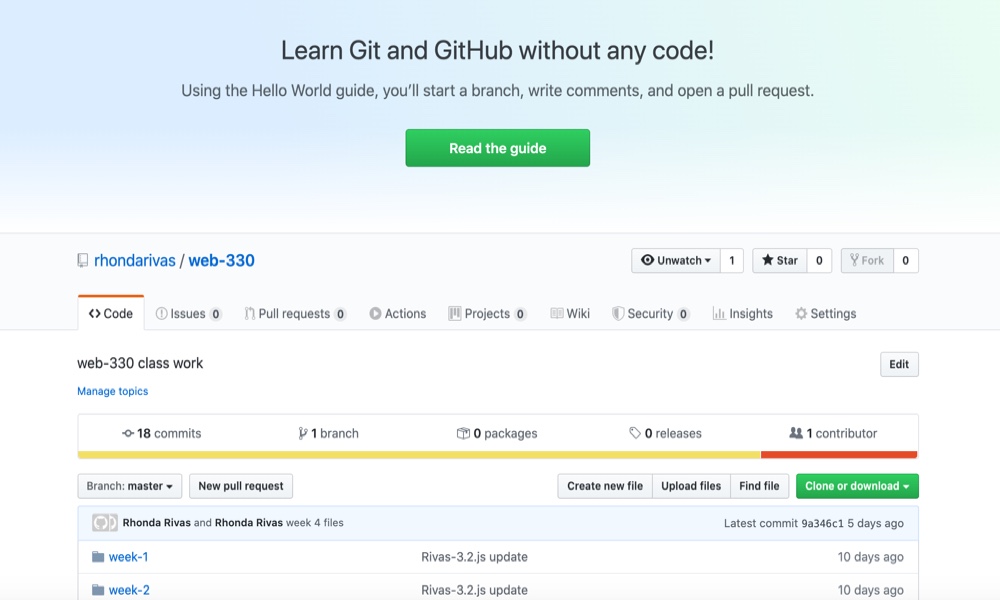 Learn Git and GitHub without any code!
Using the Hello World guide, you’ll start a branch, write comments, and open a pull request.
Read the guide
rhondarivas / web-330
Unwatch 1 Star 0 Fork 0
Code Issues 0 Pull requests 0 Actions Projects 0 Wiki Security 0 Insights Settings
web-330 class work
Edit
Manage topics
18 commits 1 branch 0 packages 0 releases 1 contributor
Branch: master New pull request Create new file Upload files Find file Clone or download
Rhonda Rivas and Rhonda Rivas week 4 files Latest commit 9a346c1 5 days ago
week-1 Rivas-3.2.js update 10 days ago
week-2 Rivas-3.2.js update 10 days ago